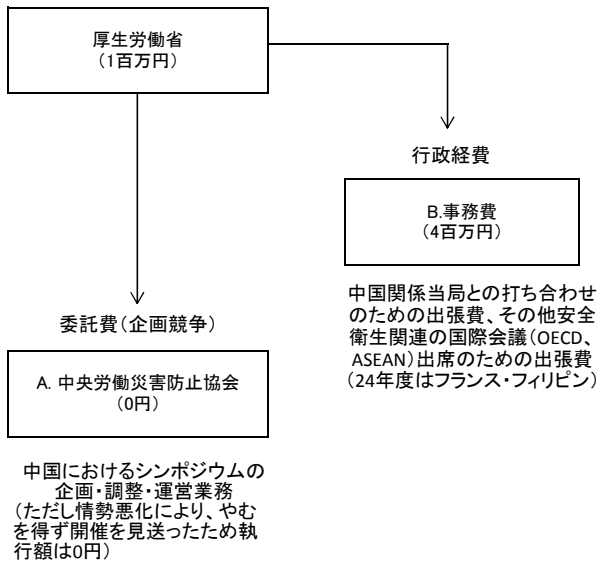 厚生労働省
(1百万円)
行政経費
B.事務費
(4百万円)
中国関係当局との打ち合わせ
のための出張費、その他安全
衛生関連の国際会議(OECD、
ASEAN)出席のための出張費
(24年度はフランス・フィリピン)
委託費(企画競争)
A. 中央労働災害防止協会
(0円)
中国におけるシンポジウムの
企画・調整・運営業務
(ただし情勢悪化により、やむ
を得ず開催を見送ったため執
行額は0円)